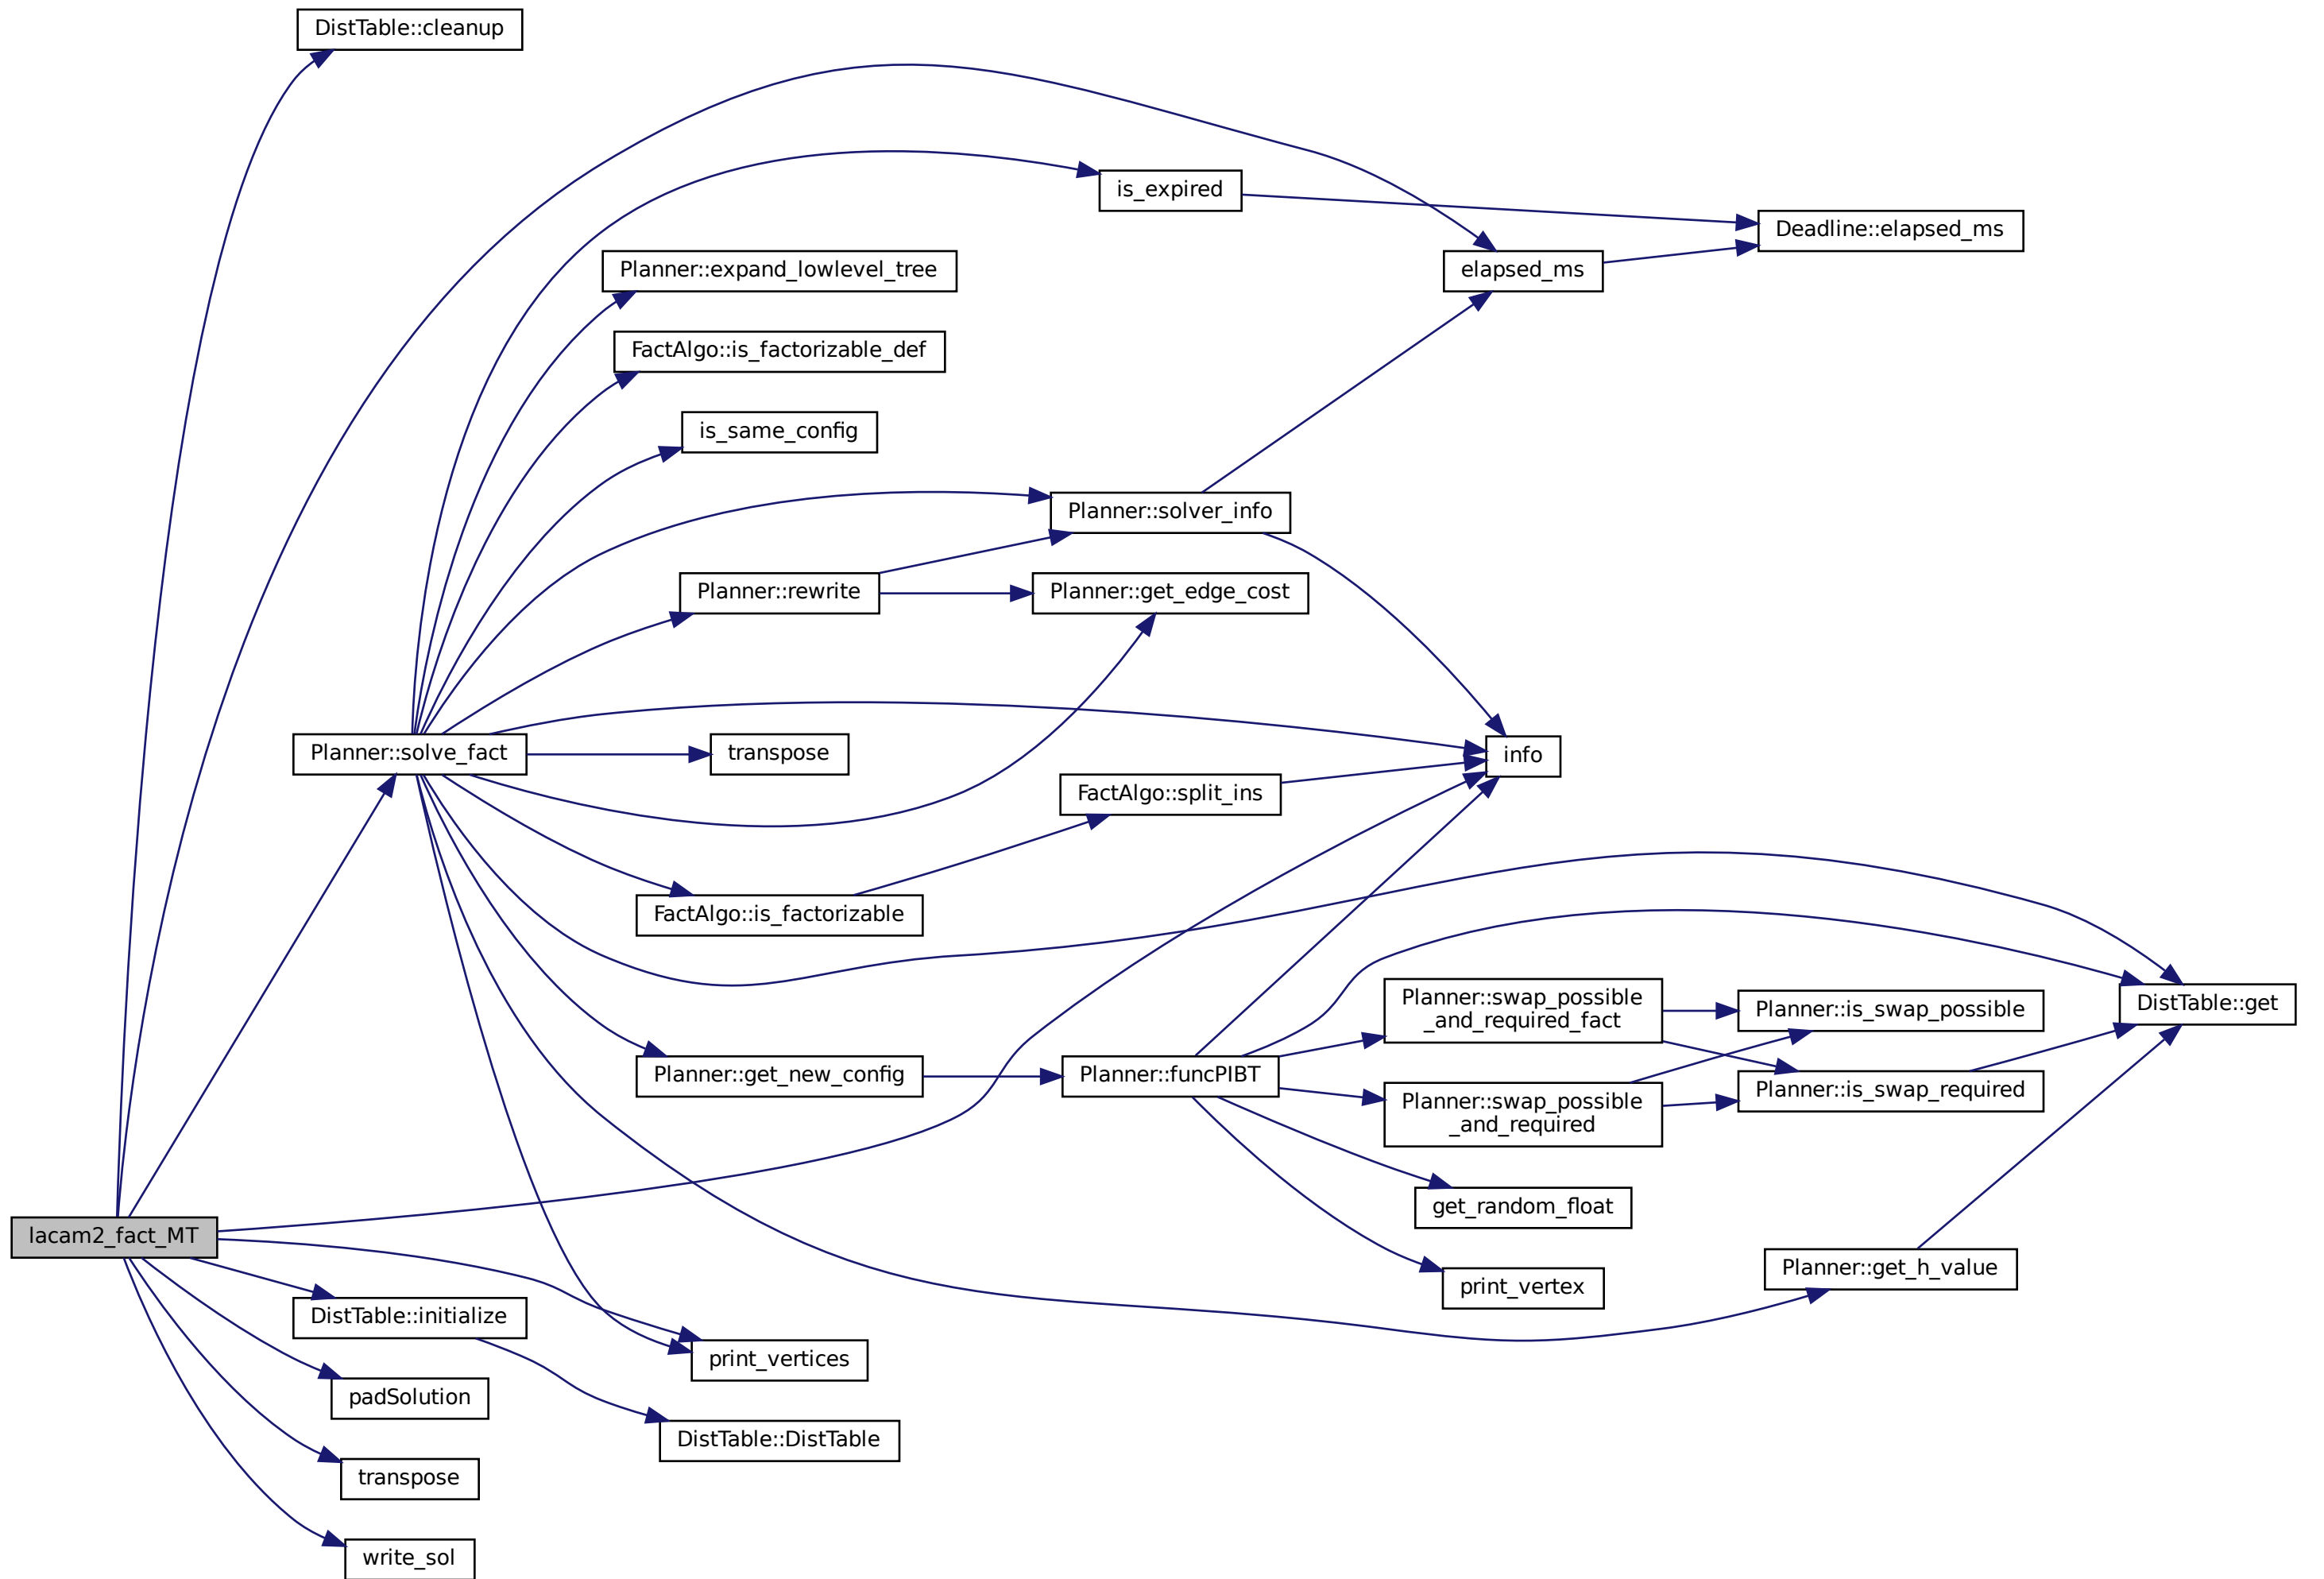 DistTable::cleanup
is_expired
Deadline::elapsed_ms
Planner::expand_lowlevel_tree
elapsed_ms
FactAlgo::is_factorizable_def
is_same_config
Planner::solver_info
Planner::rewrite
Planner::get_edge_cost
Planner::solve_fact
transpose
info
FactAlgo::split_ins
FactAlgo::is_factorizable
Planner::swap_possible
_and_required_fact
Planner::is_swap_possible
DistTable::get
Planner::get_new_config
Planner::funcPIBT
Planner::is_swap_required
Planner::swap_possible
_and_required
get_random_float
lacam2_fact_MT
Planner::get_h_value
print_vertex
DistTable::initialize
print_vertices
padSolution
DistTable::DistTable
transpose
write_sol